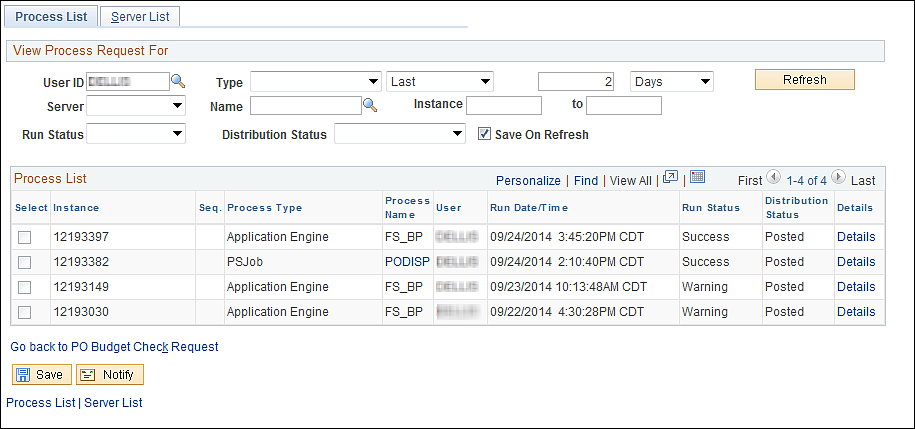 Process List Server List
View Process Request For
User ID Type Last 2 Days Refresh
Server Name Instance to
Run Status Distribution Status Save On Refresh
Process List Personalize | Find | View All | | First 1-4 of 4 Last
Select Instance Seq. Process Type Process Name User Run Date/Time Run Status Distribution Status Details
12193397 Application Engine FS_BP 09/24/2014 3:45:20PM CDT Success Posted Details
12193382 PSJob PODISP 09/24/2014 2:10:40PM CDT Success Posted Details
12193149 Application Engine FS_BP 09/23/2014 10:13:48AM CDT Warning Posted Details
12193030 Application Engine FS_BP 09/22/2014 4:30:28PM CDT Warning Posted Details
Go back to PO Budget Check Request
Save Notify
Process List | Server List